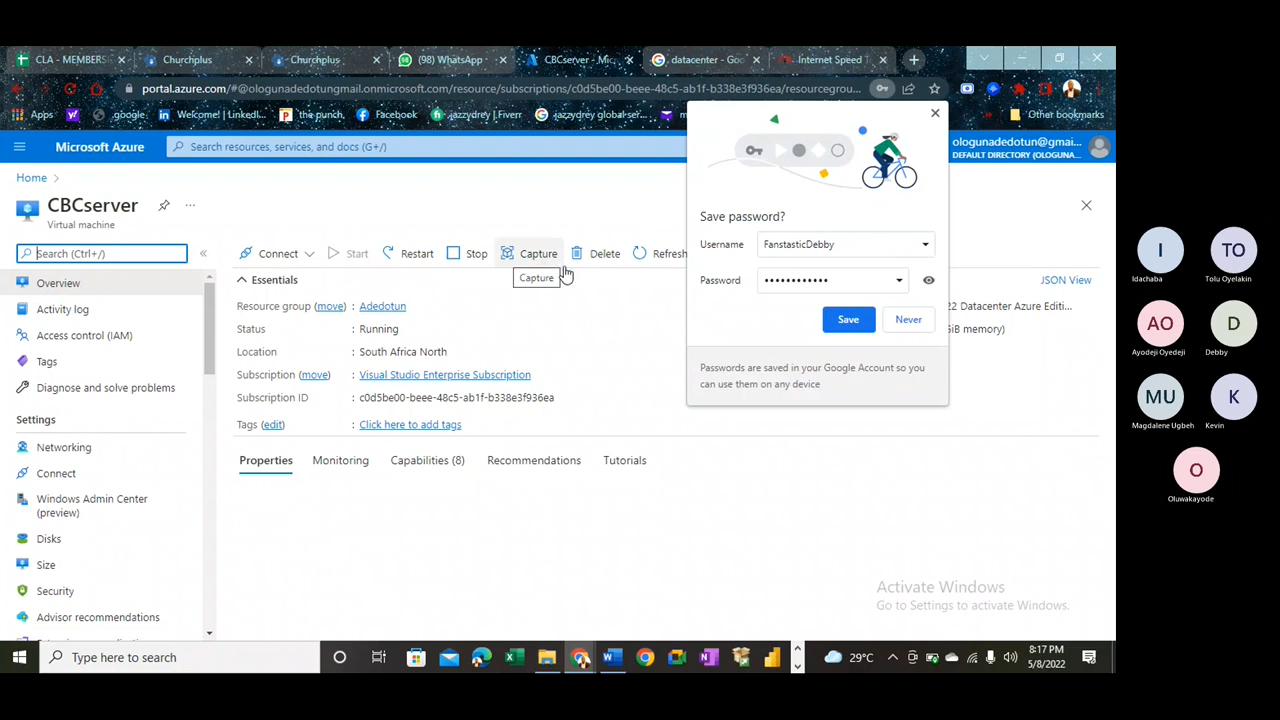 CLA - MEMBERS
Churchplus
Churchplus
(98) WhatsApp
CBCserver - Mic
datacenter - Goo
Internet Speed T
portal.azure.com/#@ologunadedotungmail.onmicrosoft.com/resource/subscriptions/c0d5be00-beee-48c5-ab1f-b338e3f936ea/resourcegrou...
Apps
google
Welcome! | LinkedI...
the punch,
Facebook
jazzydrey |.Fiverr
jazzydrey global-ser...
Other bookmarks
Microsoft Azure
Search resources, services, and docs (G+/)
ologunadedotun@gmai...
DEFAULT DIRECTORY (OLOGUNA...
Home >
CBCserver
...
Virtual machine
Search (Ctrl+/)
«
Overview
Activity log
Access control (IAM)
Tags
Diagnose and solve problems
Settings
Networking
Connect
Windows Admin Center
(preview)
Disks
Size
Security
Advisor recommendations
Connect
Start
Restart
Stop
Capture
Delete
Refresh
Capture
Essentials
JSON View
Resource group (move) : Adedotun
22 Datacenter Azure Editi...
Status : Running
iB memory)
Location : South Africa North
Subscription (move) : Visual Studio Enterprise Subscription
Subscription ID : c0d5be00-beee-48c5-ab1f-b338e3f936ea
Tags (edit) : Click here to add tags
Properties
Monitoring
Capabilities (8)
Recommendations
Tutorials
Save password?
Username FanstasticDebby
Password ••••••••••••
Save
Never
Passwords are saved in your Google Account so you
can use them on any device
Activate Windows
Go to Settings to activate Windows.
I
Idachaba
TO
Tolu Oyelakin
AO
Ayodeji Oyedeji
D
Debby
MU
Magdalene Ugbeh
K
Kevin
O
Oluwakayode
Type here to search
29°C
8:17 PM
5/8/2022